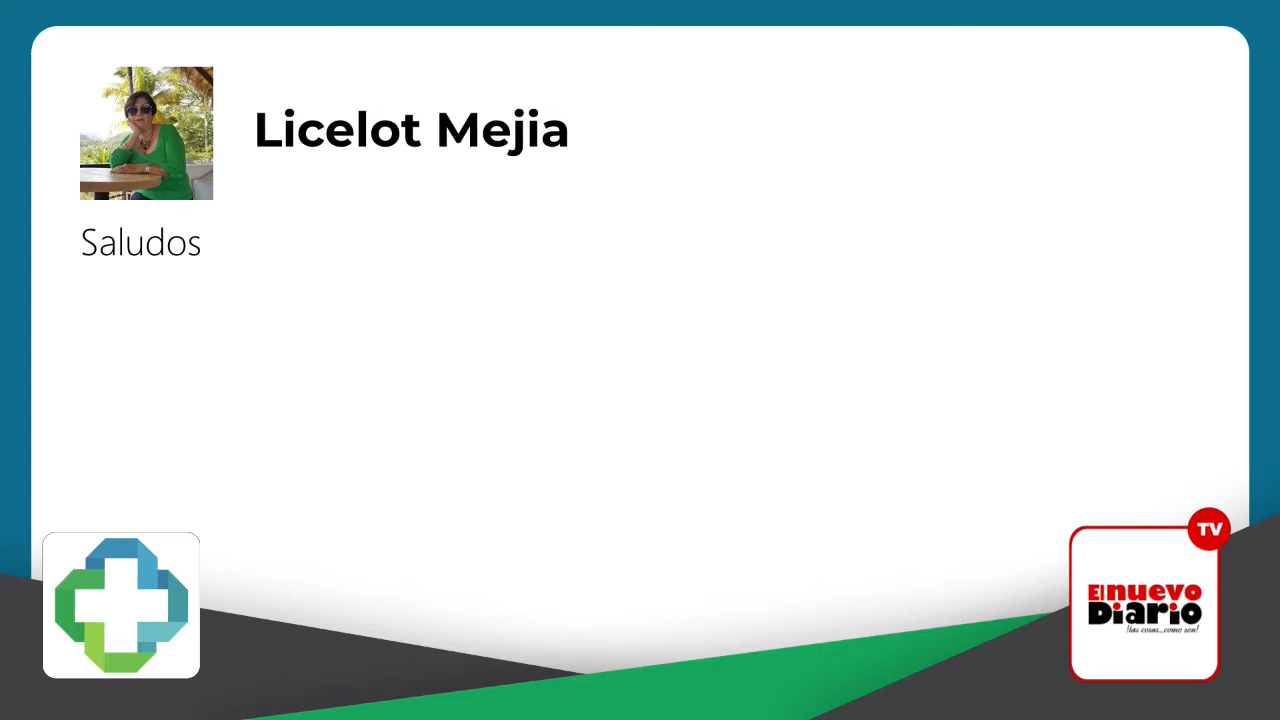 Licelot Mejia
Saludos
TV
El nuevo
Diario
¡las cosas...como son!